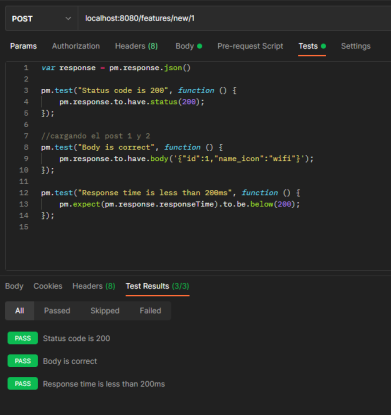 POST localhost:8080/features/new/1
Params Authorization Headers (8) Body Pre-request Script Tests Settings
1 var response = pm.response.json()
2
3 pm.test("Status code is 200", function () {
4 pm.response.to.have.status(200);
5 });
6
7 //cargando el post 1 y 2
8 pm.test("Body is correct", function () {
9 pm.response.to.have.body('{"id":1,"name_icon":"wifi"}');
10 });
11
12 pm.test("Response time is less than 200ms", function () {
13 pm.expect(pm.response.responseTime).to.be.below(200);
14 });
15
Body Cookies Headers (8) Test Results (3/3)
All Passed Skipped Failed
PASS Status code is 200
PASS Body is correct
PASS Response time is less than 200ms